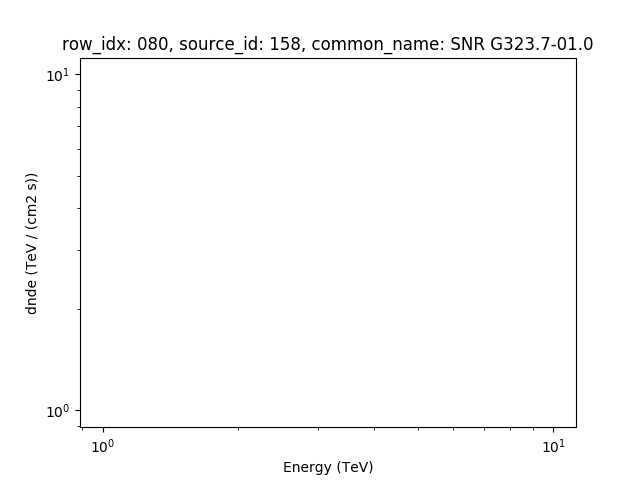 row_idx: 080, source_id: 158, common_name: SNR G323.7-01.0
10¹
dnde (TeV / (cm2 s))
10⁰
10⁰ 10¹
Energy (TeV)